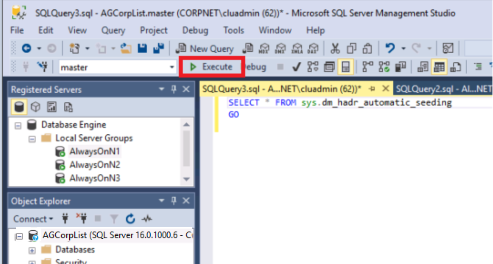 SQLQuery3.sql - AGCorpList.master (CORPNET\cluadmin (62))* - Microsoft SQL Server Management Studio
File Edit View Query Project Debug Tools Window Help
New Query
master Execute ebug
Registered Servers
Database Engine
Local Server Groups
AlwaysOnN1
AlwaysOnN2
AlwaysOnN3
SQLQuery3.sql - A...NET\cluadmin (62))* SQLQuery2.sql - A...NET
SELECT * FROM sys.dm_hadr_automatic_seeding
GO
Object Explorer
Connect
AGCorpList (SQL Server 16.0.1000.6 - Co
Databases
Security